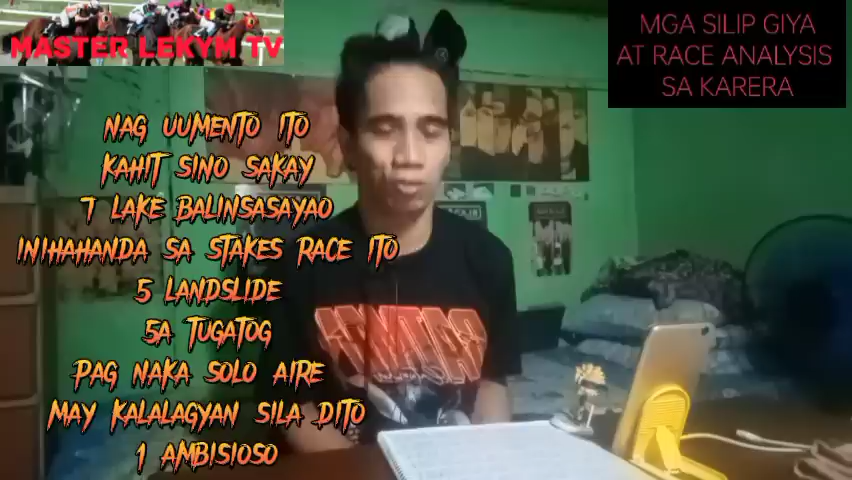 MASTER LEKYM TV
MGA SILIP GIYA
AT RACE ANALYSIS
SA KARERA
NAG UUMENTO ITO
KAHIT SINO SAKAY
7 LAKE BALINSASAYAO
INIHAHANDA SA STAKES RACE ITO
5 LANDSLIDE
5A TUGATOG
PAG NAKA SOLO AIRE
MAY KALALAGYAN SILA DITO
1 AMBISIOSO